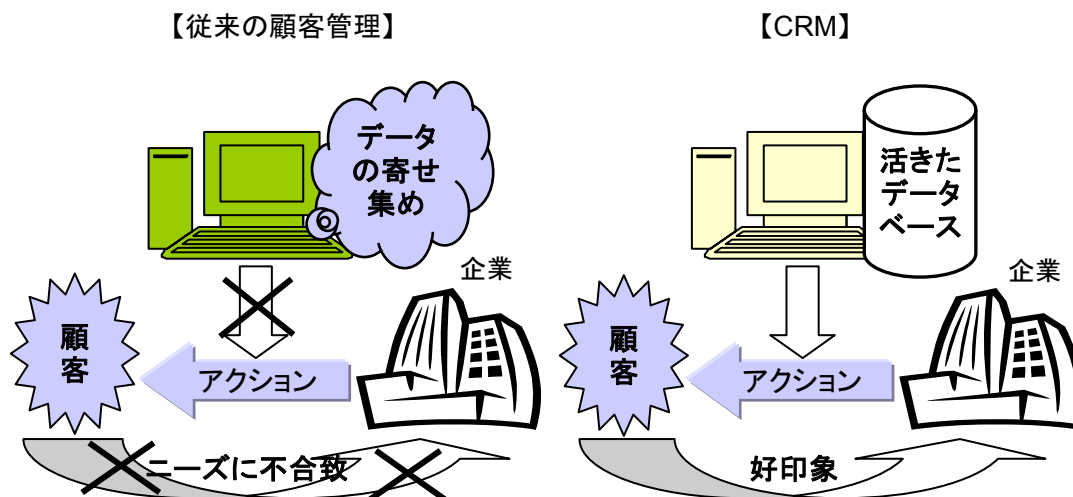 【従来の顧客管理】
データ
の寄せ
集め
企業
顧
客
アクション
ニーズに不合致
【CRM】
活きた
データ
ベース
企業
顧
客
アクション
好印象